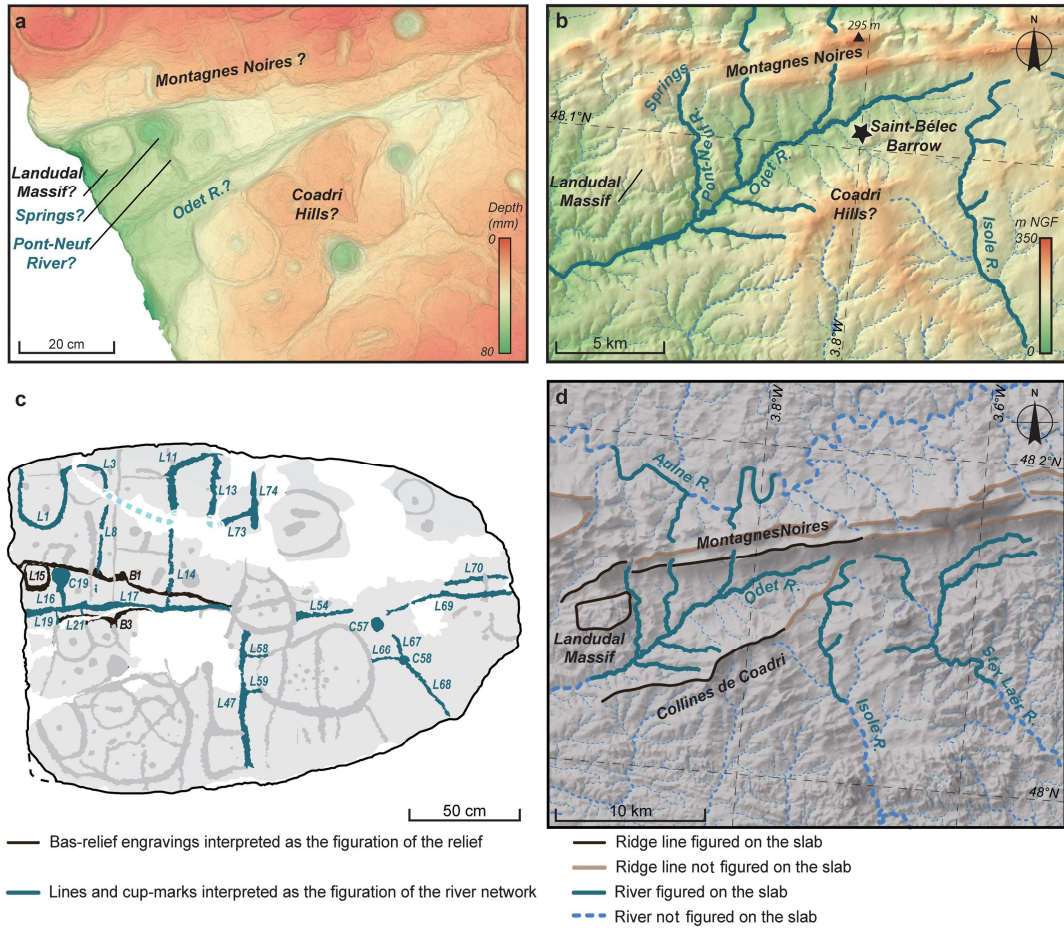 a
Montagnes Noires ?
Landudal
Massif?
Springs?
Pont-Neuf
River?
Odet R.?
Coadri
Hills?
Depth
(mm)
0
80
20 cm
b
295 m
N
Montagnes Noires
Springs
48.1°N
Pont-Neuf R.
Saint-Bélec
Barrow
Landudal
Massif
Odet R.
Coadri
Hills?
Isole R.
m NGF
350
0
3.8°W
5 km
c
L3
L11
L13
L74
L1
L8
L73
L15
C19
B1
L14
L70
L16
L17
L69
L19
L21
B3
L54
C57
L58
L66
L67
C58
L59
L47
L68
50 cm
Bas-relief engravings interpreted as the figuration of the relief
Lines and cup-marks interpreted as the figuration of the river network
d
3.8°W
3.6°W
N
48.2°N
Aulne R.
MontagnesNoires
Odet R.
Landudal
Massif
Collines de Coadri
Isole R.
Ster Laër R.
48°N
10 km
Ridge line figured on the slab
Ridge line not figured on the slab
River figured on the slab
River not figured on the slab